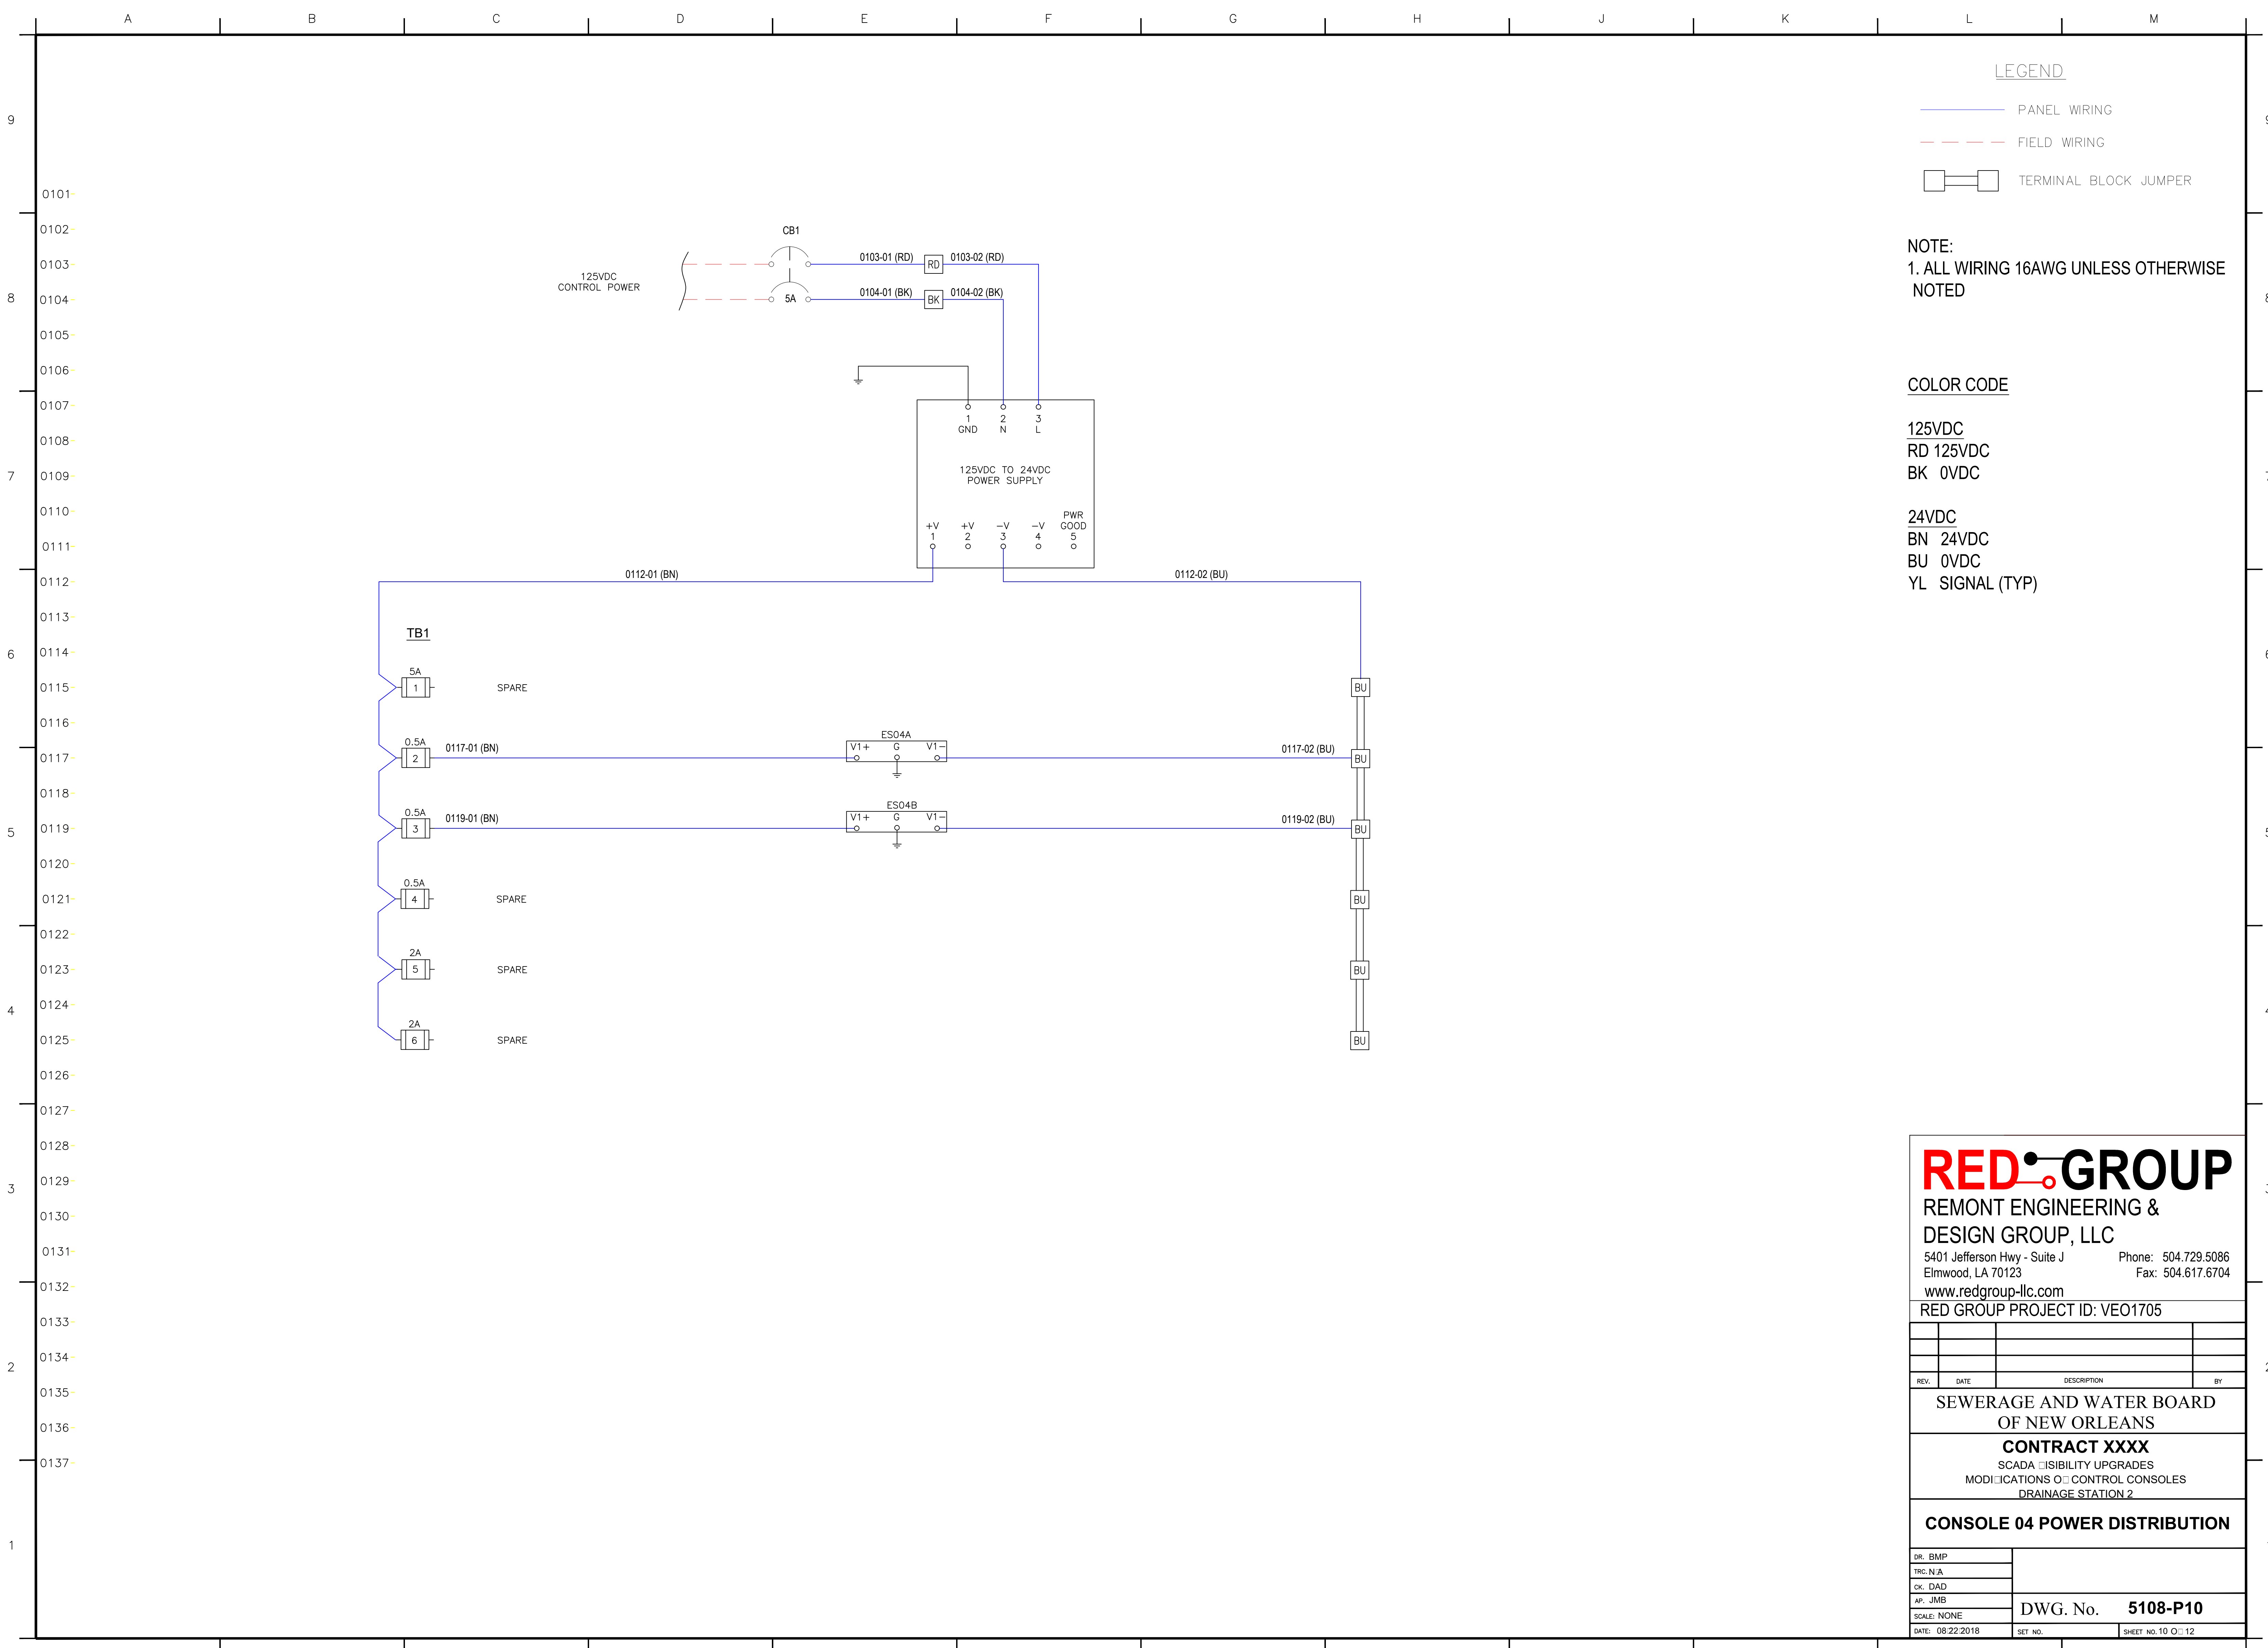 A B C D E F G H J K L M
LEGEND
PANEL WIRING
FIELD WIRING
TERMINAL BLOCK JUMPER
NOTE:
1. ALL WIRING 16AWG UNLESS OTHERWISE
NOTED
COLOR CODE
125VDC
RD 125VDC
BK 0VDC
24VDC
BN 24VDC
BU 0VDC
YL SIGNAL (TYP)
9
8
7
6
5
4
3
2
1
0101
0102
0103
0104
0105
0106
0107
0108
0109
0110
0111
0112
0113
0114
0115
0116
0117
0118
0119
0120
0121
0122
0123
0124
0125
0126
0127
0128
0129
0130
0131
0132
0133
0134
0135
0136
0137
CB1
125VDC
CONTROL POWER
5A
0103-01 (RD) RD 0103-02 (RD)
0104-01 (BK) BK 0104-02 (BK)
1 2 3
GND N L
125VDC TO 24VDC
POWER SUPPLY
PWR
+V +V -V -V GOOD
1 2 3 4 5
0112-01 (BN) 0112-02 (BU)
TB1
5A
1 SPARE BU
0.5A
2 0117-01 (BN)
ES04A
V1+ G V1-
0117-02 (BU) BU
0.5A
3 0119-01 (BN)
ES04B
V1+ G V1-
0119-02 (BU) BU
0.5A
4 SPARE BU
2A
5 SPARE BU
2A
6 SPARE BU
RED GROUP
REMONT ENGINEERING &
DESIGN GROUP, LLC
5401 Jefferson Hwy - Suite J Phone: 504.729.5086
Elmwood, LA 70123 Fax: 504.617.6704
www.redgroup-llc.com
RED GROUP PROJECT ID: VEO1705
REV. DATE DESCRIPTION BY
SEWERAGE AND WATER BOARD
OF NEW ORLEANS
CONTRACT XXXX
SCADA □ISIBILITY UPGRADES
MODI□ICATIONS O□ CONTROL CONSOLES
DRAINAGE STATION 2
CONSOLE 04 POWER DISTRIBUTION
DR. BMP
TRC. N/A
CK. DAD
AP. JMB
SCALE: NONE
DATE: 08:22:2018
DWG. No. 5108-P10
SET NO. SHEET NO. 10 O□ 12